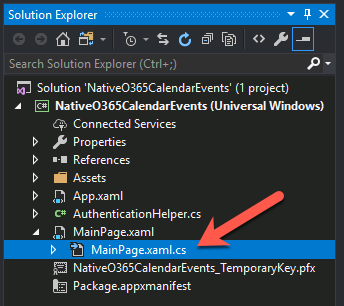 Solution Explorer
Search Solution Explorer (Ctrl+;)
Solution 'NativeO365CalendarEvents' (1 project)
C# NativeO365CalendarEvents (Universal Windows)
Connected Services
Properties
References
Assets
App.xaml
C# AuthenticationHelper.cs
MainPage.xaml
MainPage.xaml.cs
NativeO365CalendarEvents_TemporaryKey.pfx
Package.appxmanifest